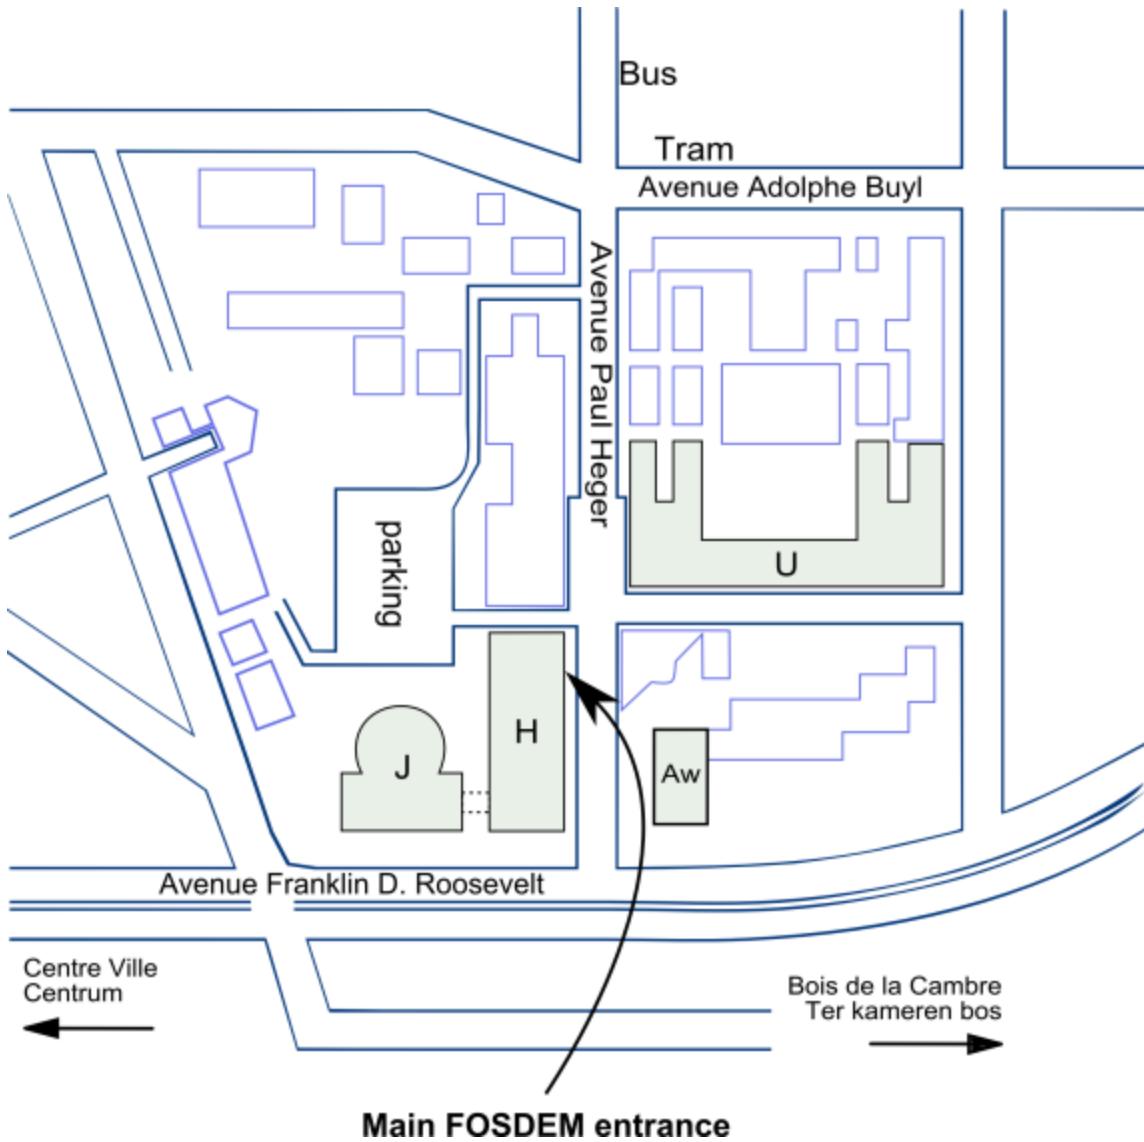 Bus
Tram
Avenue Adolphe Buyl
Avenue Paul Heger
parking
U
H
J
Aw
Avenue Franklin D. Roosevelt
Centre Ville
Centrum
Bois de la Cambre
Ter kameren bos
Main FOSDEM entrance